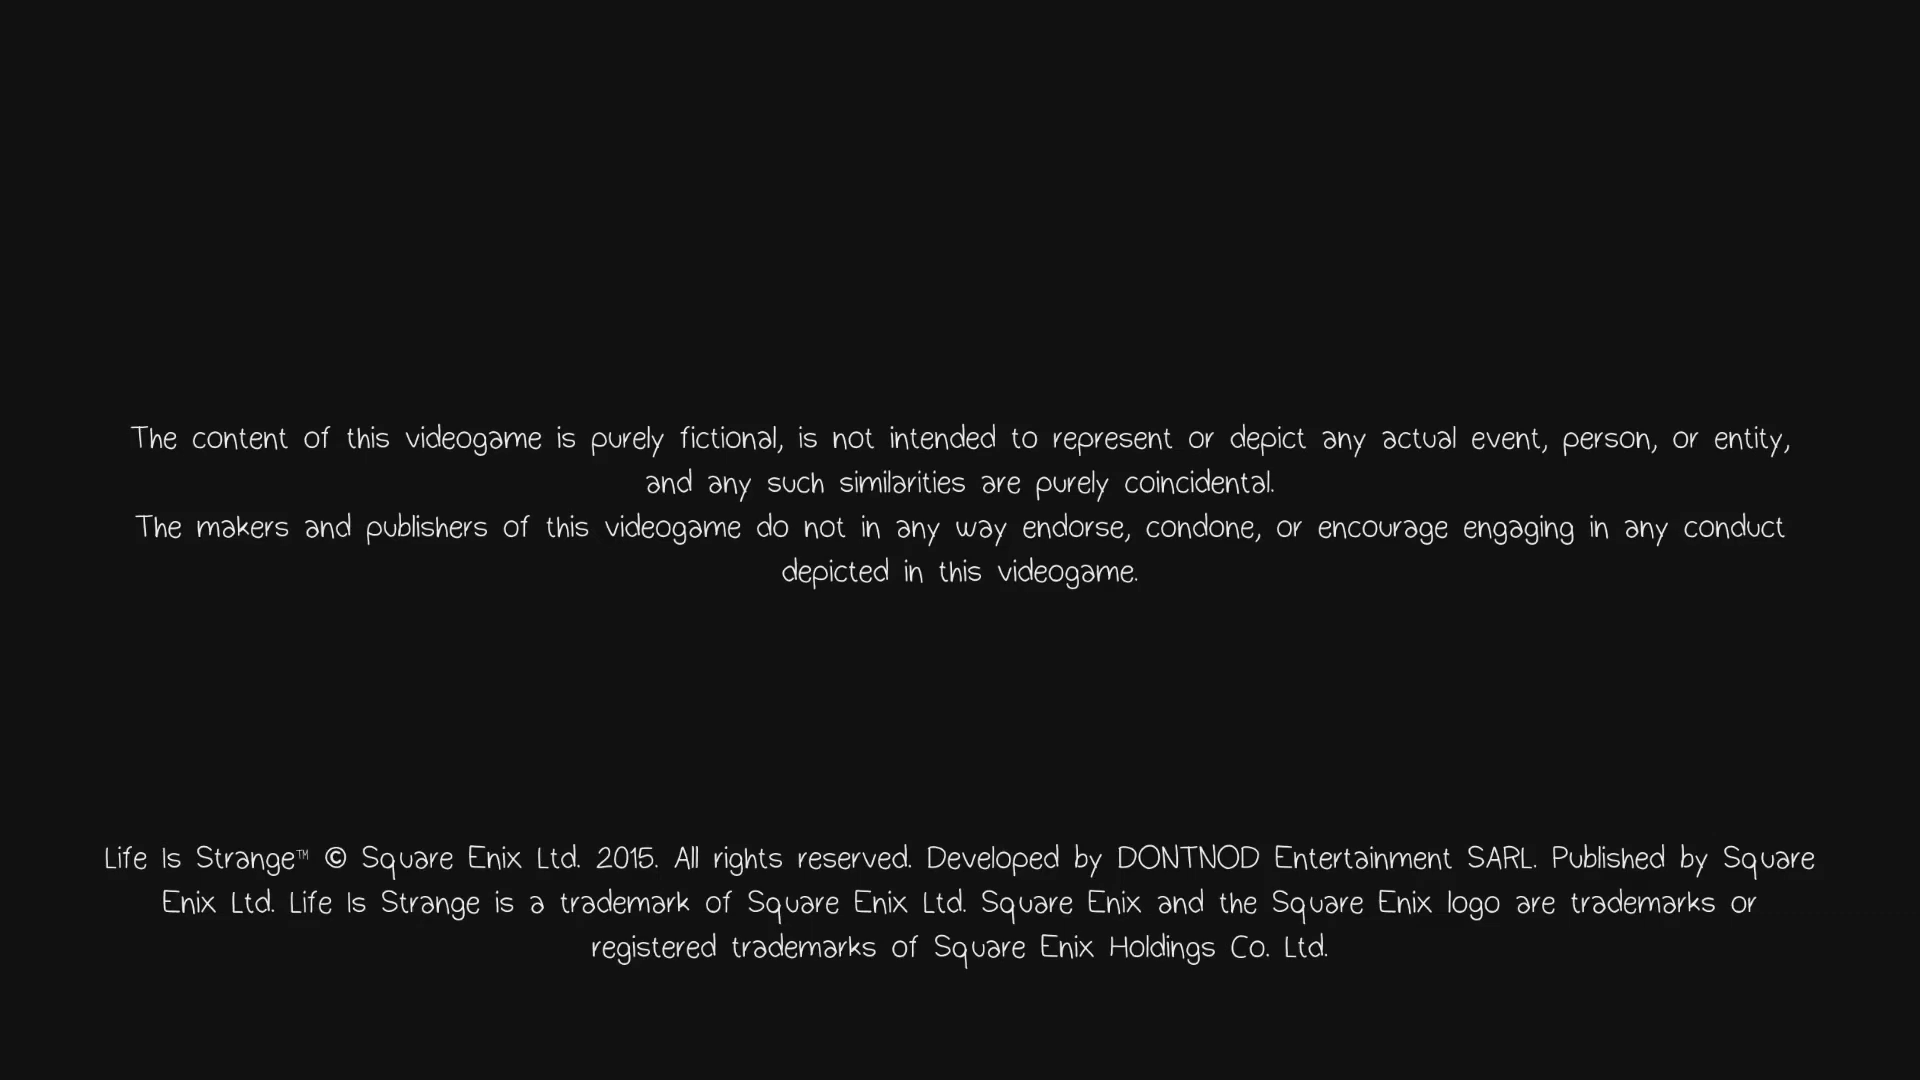 The content of this videogame is purely fictional, is not intended to represent or depict any actual event, person, or entity,
and any such similarities are purely coincidental.
The makers and publishers of this videogame do not in any way endorse, condone, or encourage engaging in any conduct
depicted in this videogame.
Life Is Strange™ © Square Enix Ltd. 2015. All rights reserved. Developed by DONTNOD Entertainment SARL. Published by Square
Enix Ltd. Life Is Strange is a trademark of Square Enix Ltd. Square Enix and the Square Enix logo are trademarks or
registered trademarks of Square Enix Holdings Co. Ltd.